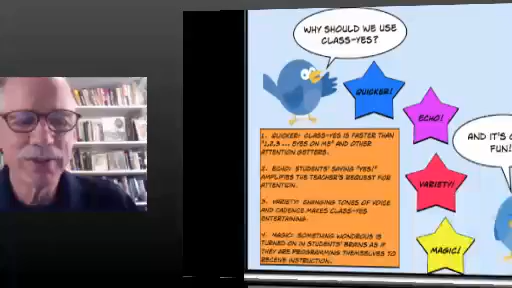 WHY SHOULD WE USE
CLASS-YES?
QUICKER!
ECHO!
AND IT'S
FUN!
VARIETY!
MAGIC!
1. QUICKER: CLASS-YES IS FASTER THAN
"1,2,3 ... EYES ON ME" AND OTHER
ATTENTION GETTERS.
2. ECHO: STUDENTS' SAYING "YES!"
AMPLIFIES THE TEACHER'S REQUEST FOR
ATTENTION.
3. VARIETY: CHANGING TONES OF VOICE
AND CADENCE MAKES CLASS-YES
ENTERTAINING.
4. MAGIC: SOMETHING WONDROUS IS
TURNED ON IN STUDENTS' BRAINS AS IF
THEY ARE PROGRAMMING THEMSELVES TO
RECEIVE INSTRUCTION.